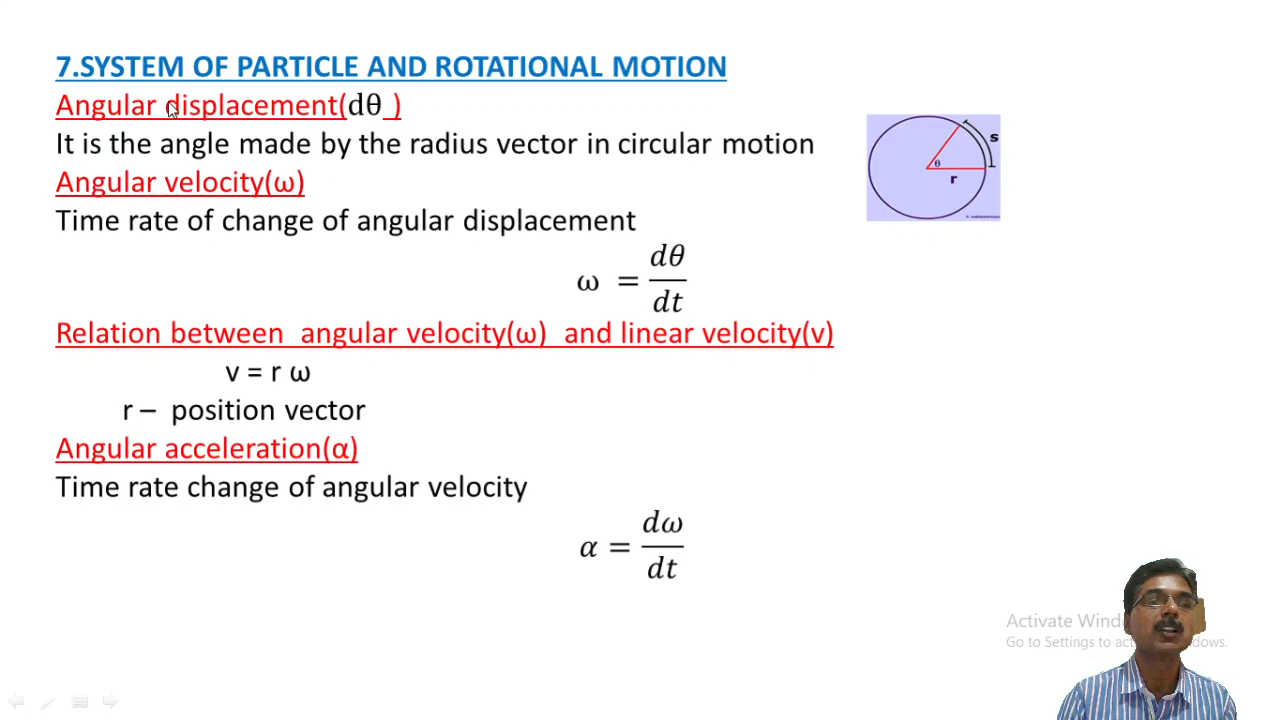 7.SYSTEM OF PARTICLE AND ROTATIONAL MOTION
Angular displacement(dθ )
It is the angle made by the radius vector in circular motion
s
θ
r
Angular velocity(ω)
Time rate of change of angular displacement
ω = dθ/dt
Relation between angular velocity(ω) and linear velocity(v)
v = r ω
r – position vector
Angular acceleration(α)
Time rate change of angular velocity
α = dω/dt
Activate Wind
Go to Settings to ac dows.